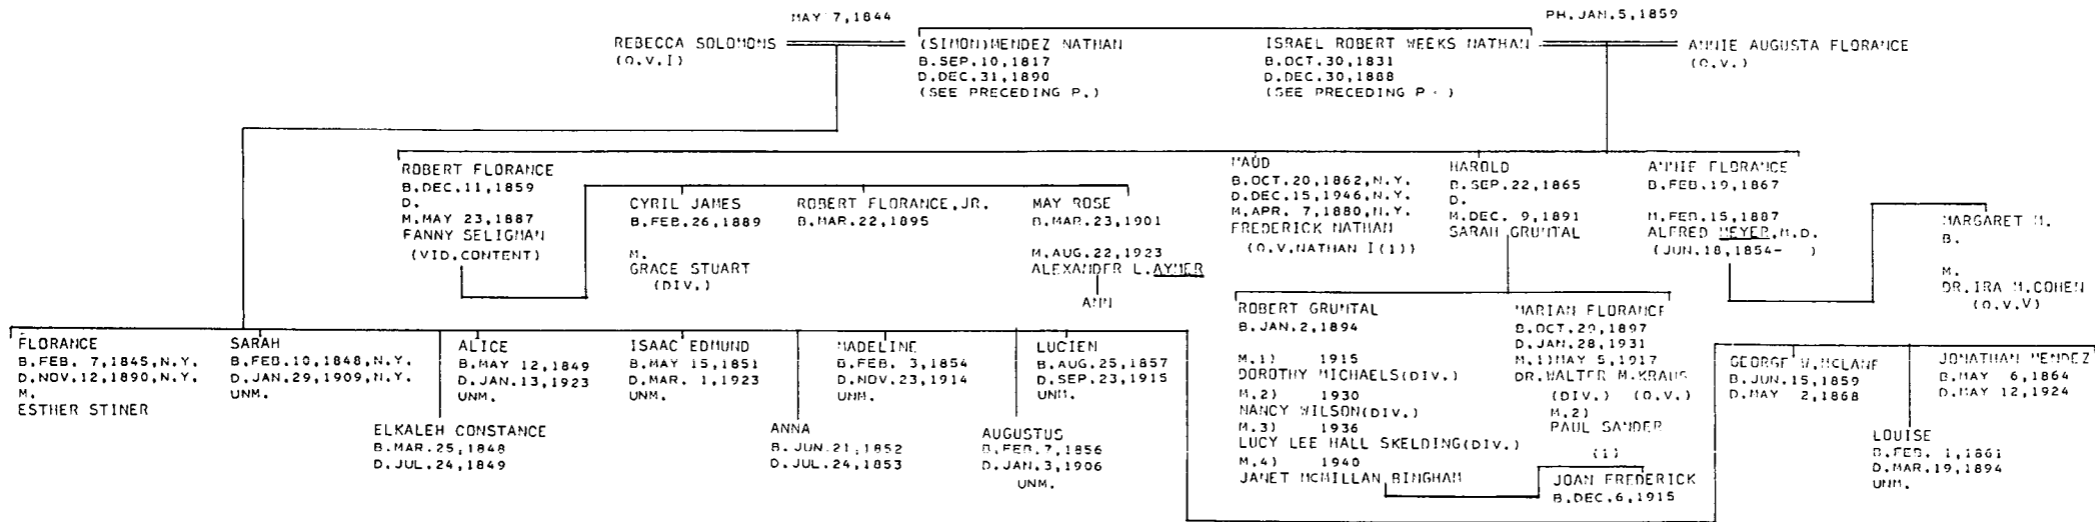 MAY 7,1844
PH.JAN.5,1859
REBECCA SOLOMONS
(Q.V.I)
(SIMON)MENDEZ NATHAN
B.SEP.10,1817
D.DEC.31,1890
(SEE PRECEDING P.)
ISRAEL ROBERT WEEKS NATHAN
B.OCT.30,1831
D.DEC.30,1888
(SEE PRECEDING P.)
ANNIE AUGUSTA FLORANCE
(Q.V.)
ROBERT FLORANCE
B.DEC.11,1859
D.
M.MAY 23,1887
FANNY SELIGMAN
(VID.CONTENT)
CYRIL JAMES
B.FEB.26,1889
M.
GRACE STUART
(DIV.)
ROBERT FLORANCE,JR.
B.MAR.22,1895
MAY ROSE
B.MAR.23,1901
M.AUG.22,1923
ALEXANDER L.AYMER
ANN
MAUD
B.OCT.20,1862,N.Y.
D.DEC.15,1946,N.Y.
M.APR. 7,1880,N.Y.
FREDERICK NATHAN
(Q.V.NATHAN I(1))
HAROLD
B.SEP.22,1865
D.
M.DEC. 9,1891
SARAH GRUNTAL
ANNIE FLORANCE
B.FEB.19,1867
M.FEB.15,1887
ALFRED MEYER,M.D.
(JUN.18,1854-    )
MARGARET M.
B.
M.
DR.IRA M.COHEN
(Q.V.V)
ROBERT GRUNTAL
B.JAN.2,1894
M.1)   1915
DOROTHY MICHAELS(DIV.)
M.2)   1930
NANCY WILSON(DIV.)
M.3)   1936
LUCY LEE HALL SKELDING(DIV.)
M.4)   1940
JANET MCMILLAN BINGHAM
MARIAN FLORANCE
B.OCT.29,1897
D.JAN.28,1931
M.1)MAY 5,1917
DR.WALTER M.KRAUS
(DIV.)  (Q.V.)
M.2)
PAUL SANDER
(1)
JOAN FREDERICK
B.DEC.6,1915
FLORANCE
B.FEB. 7,1845,N.Y.
D.NOV.12,1890,N.Y.
M.
ESTHER STINER
SARAH
B.FEB.10,1848,N.Y.
D.JAN.29,1909,N.Y.
UNM.
ELKALEH CONSTANCE
B.MAR.25,1848
D.JUL.24,1849
ALICE
B.MAY 12,1849
D.JAN.13,1923
UNM.
ISAAC EDMUND
B.MAY 15,1851
D.MAR. 1,1923
UNM.
ANNA
B.JUN.21,1852
D.JUL.24,1853
MADELINE
B.FEB. 3,1854
D.NOV.23,1914
UNM.
AUGUSTUS
B.FEB.7,1856
D.JAN.3,1906
UNM.
LUCIEN
B.AUG.25,1857
D.SEP.23,1915
UNM.
GEORGE W.MCLANE
B.JUN.15,1859
D.MAY  2,1868
LOUISE
B.FEB. 1,1861
D.MAR.19,1894
UNM.
JONATHAN MENDEZ
B.MAY  6,1864
D.MAY 12,1924